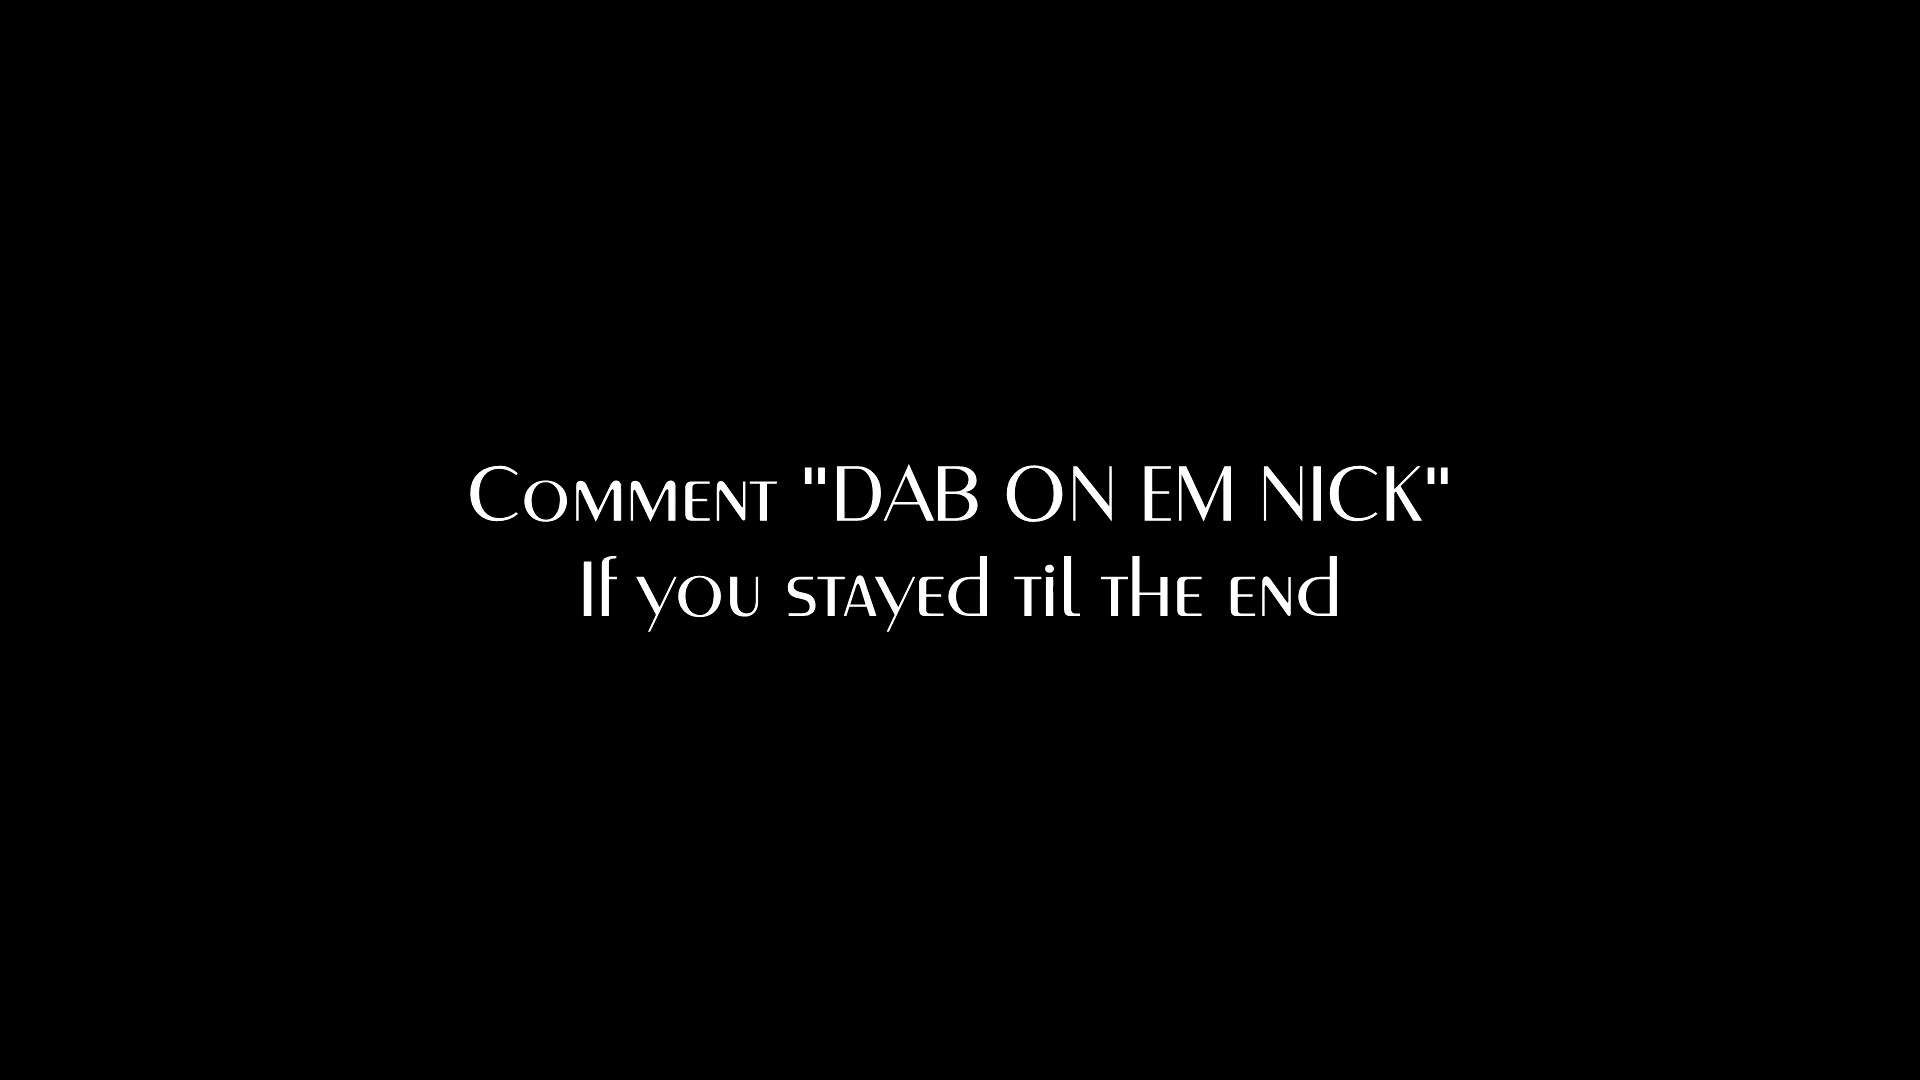 Comment "DAB ON EM NICK"
If you stayed til the end